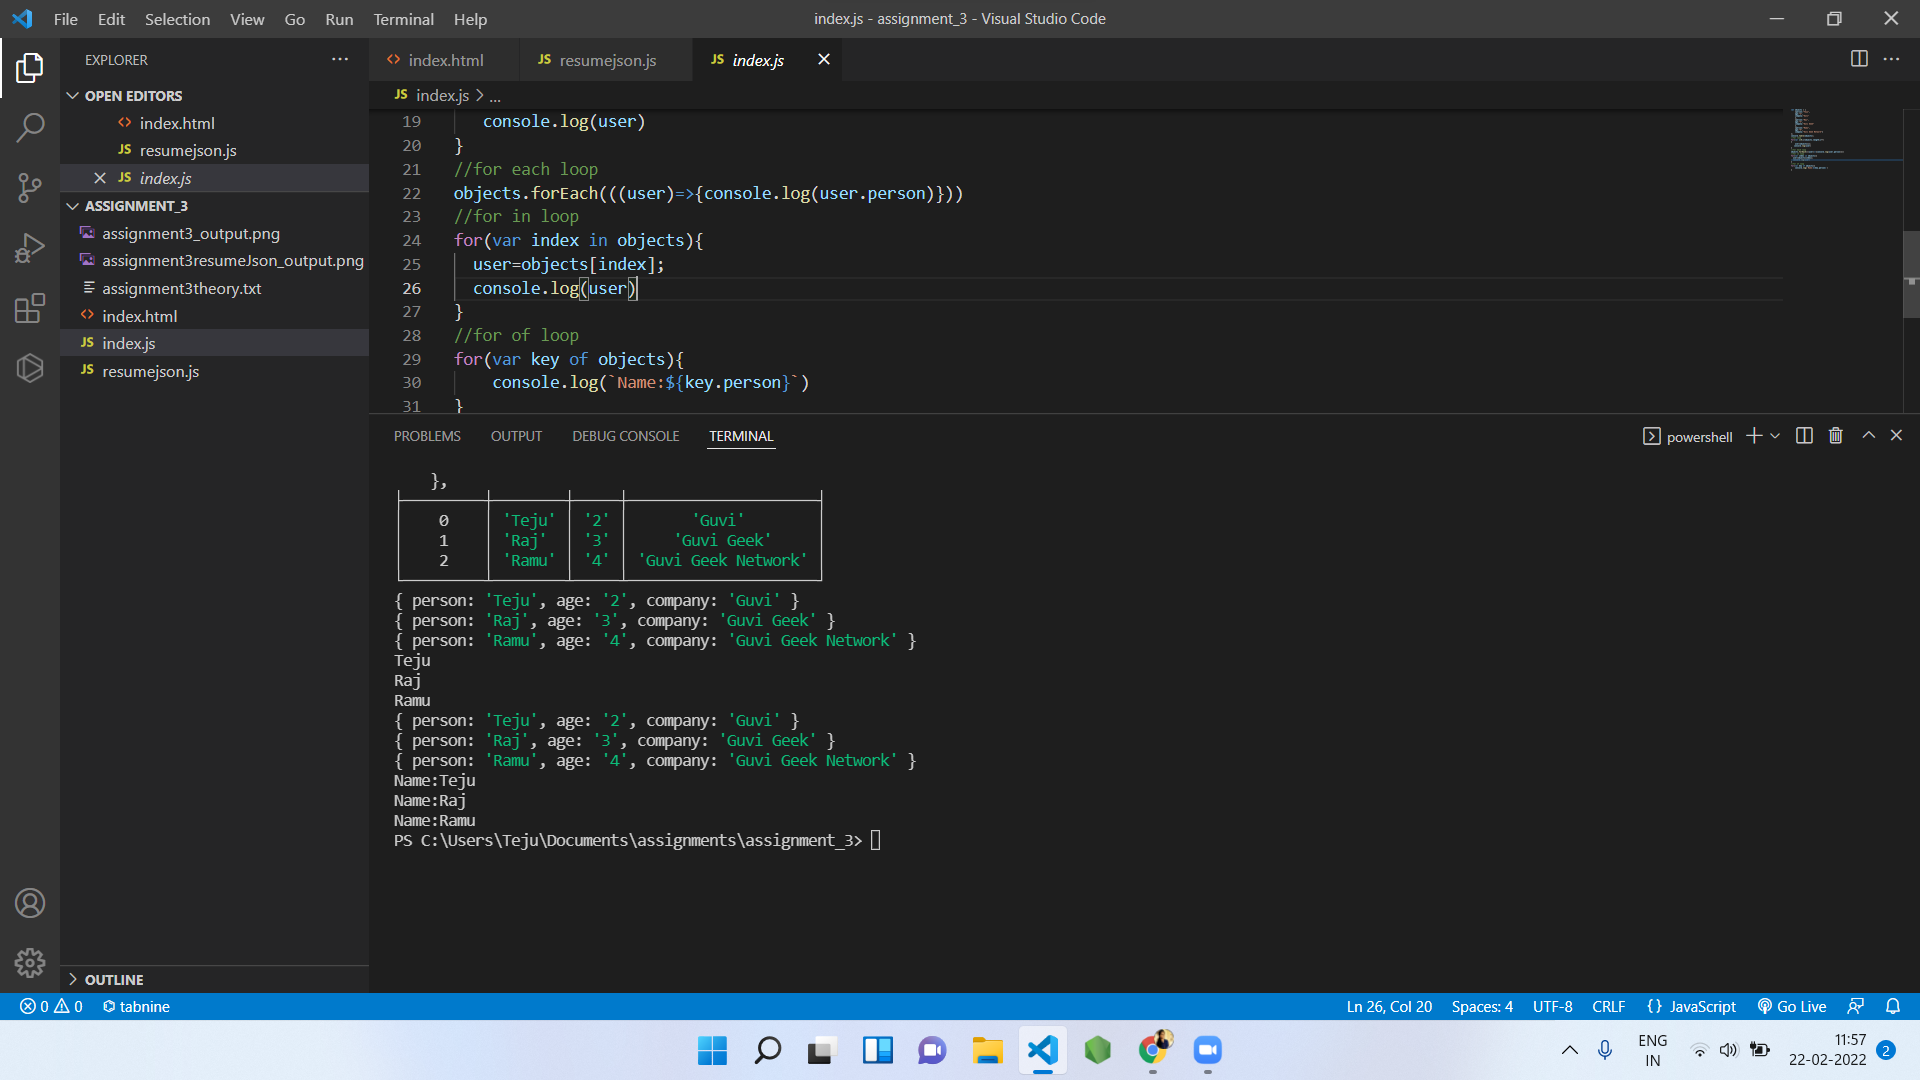 File Edit Selection View Go Run Terminal Help
index.js - assignment_3 - Visual Studio Code
EXPLORER
OPEN EDITORS
index.html
resumejson.js
index.js
ASSIGNMENT_3
assignment3_output.png
assignment3resumeJson_output.png
assignment3theory.txt
index.html
JS index.js
JS resumejson.js
OUTLINE
index.html
JS resumejson.js
JS index.js
JS index.js > ...
19 console.log(user)
20 }
21 //for each loop
22 objects.forEach(((user)=>{console.log(user.person)}))
23 //for in loop
24 for(var index in objects){
25 user=objects[index];
26 console.log(user)
27 }
28 //for of loop
29 for(var key of objects){
30 console.log(`Name:${key.person}`)
31 }
PROBLEMS OUTPUT DEBUG CONSOLE TERMINAL
powershell
},
0 'Teju' '2' 'Guvi'
1 'Raj' '3' 'Guvi Geek'
2 'Ramu' '4' 'Guvi Geek Network'
{ person: 'Teju', age: '2', company: 'Guvi' }
{ person: 'Raj', age: '3', company: 'Guvi Geek' }
{ person: 'Ramu', age: '4', company: 'Guvi Geek Network' }
Teju
Raj
Ramu
{ person: 'Teju', age: '2', company: 'Guvi' }
{ person: 'Raj', age: '3', company: 'Guvi Geek' }
{ person: 'Ramu', age: '4', company: 'Guvi Geek Network' }
Name:Teju
Name:Raj
Name:Ramu
PS C:\Users\Teju\Documents\assignments\assignment_3>
0 0 tabnine
Ln 26, Col 20 Spaces: 4 UTF-8 CRLF {} JavaScript Go Live
ENG
IN
11:57
22-02-2022
2